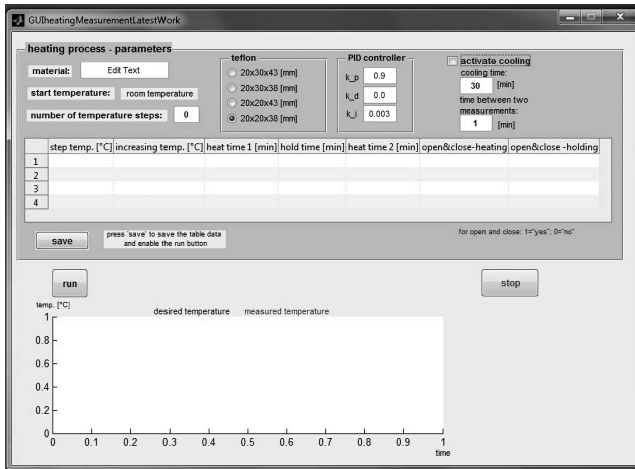 GUIheatingMeasurementLatestWork
heating process - parameters
material: Edit Text
start temperature: room temperature
number of temperature steps: 0
teflon
20x30x43 [mm]
20x30x38 [mm]
20x20x43 [mm]
20x20x38 [mm]
PID controller
k_p 0.9
k_d 0.0
k_i 0.003
activate cooling
cooling time:
30 [min]
time between two
measurements:
1 [min]
step temp. [°C] increasing temp. [°C] heat time 1 [min] hold time [min] heat time 2 [min] open&close-heating open&close -holding
1
2
3
4
save
press 'save' to save the table data
and enable the run button
for open and close: 1="yes"; 0="no"
run
stop
temp. [°C]
desired temperature measured temperature
1
0.8
0.6
0.4
0.2
0
0 0.1 0.2 0.3 0.4 0.5 0.6 0.7 0.8 0.9 1
time